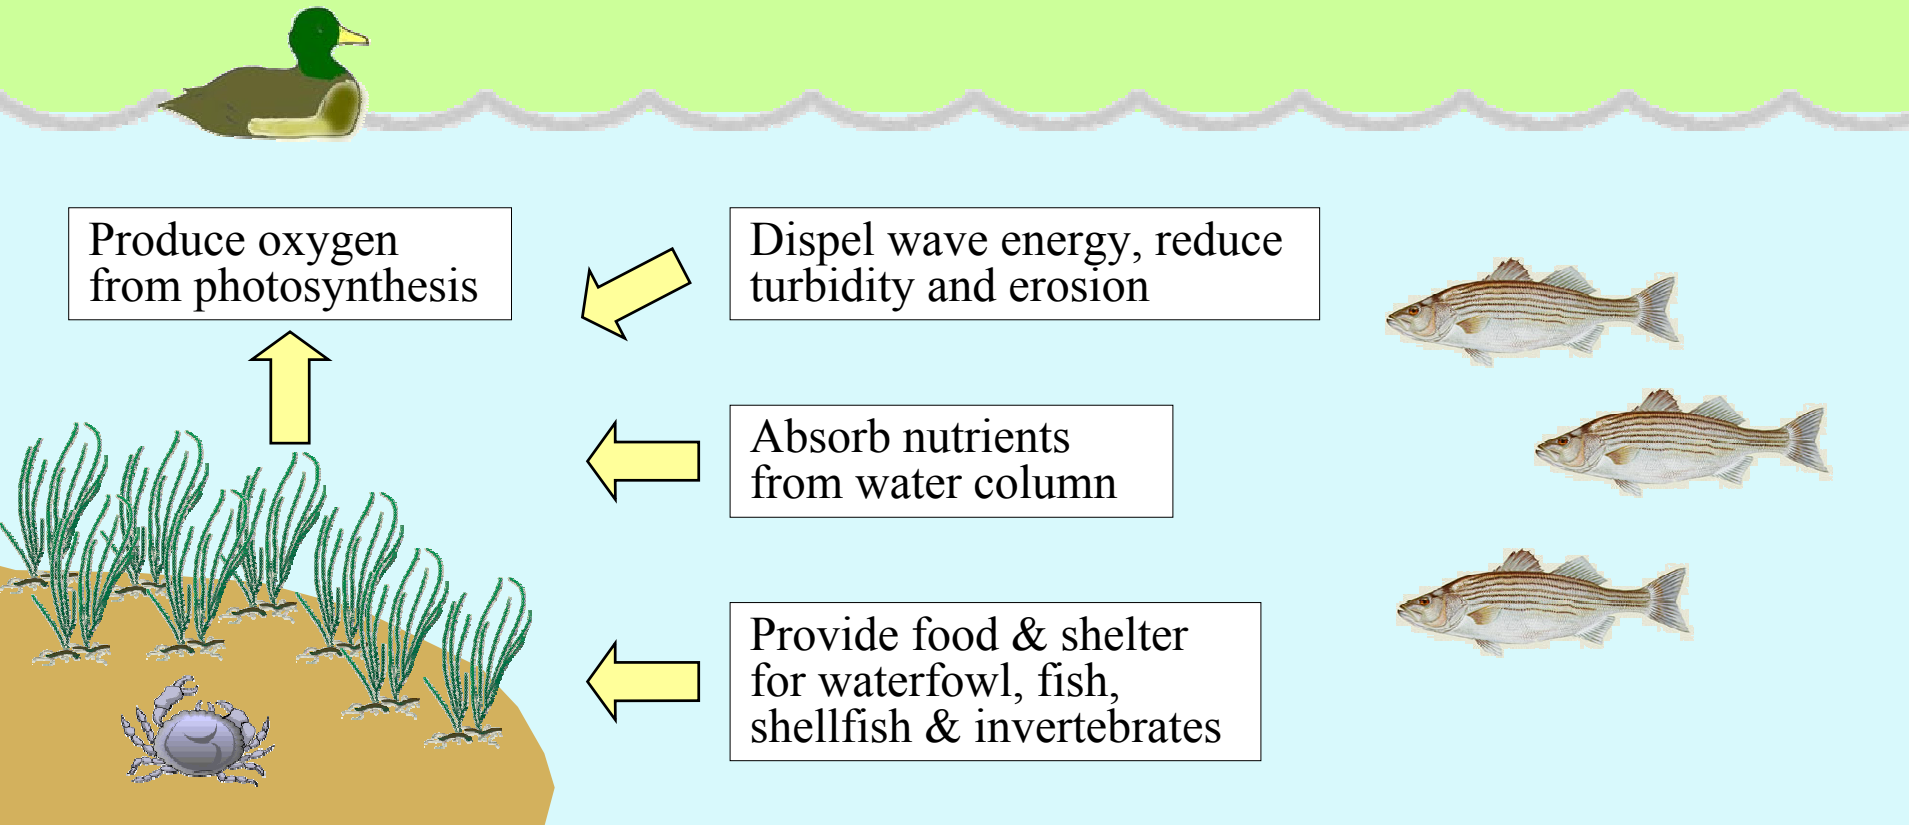 Produce oxygen
from photosynthesis
Dispel wave energy, reduce
turbidity and erosion
Absorb nutrients
from water column
Provide food & shelter
for waterfowl, fish,
shellfish & invertebrates